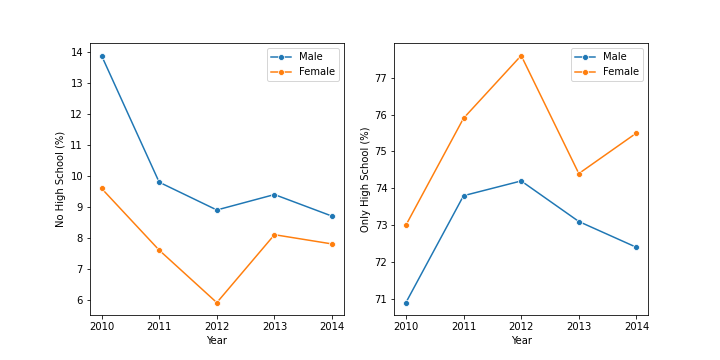 14
13
12
11
10
9
8
7
6
No High School (%)
2010 2011 2012 2013 2014
Year
Male
Female
77
76
75
74
73
72
71
Only High School (%)
2010 2011 2012 2013 2014
Year
Male
Female